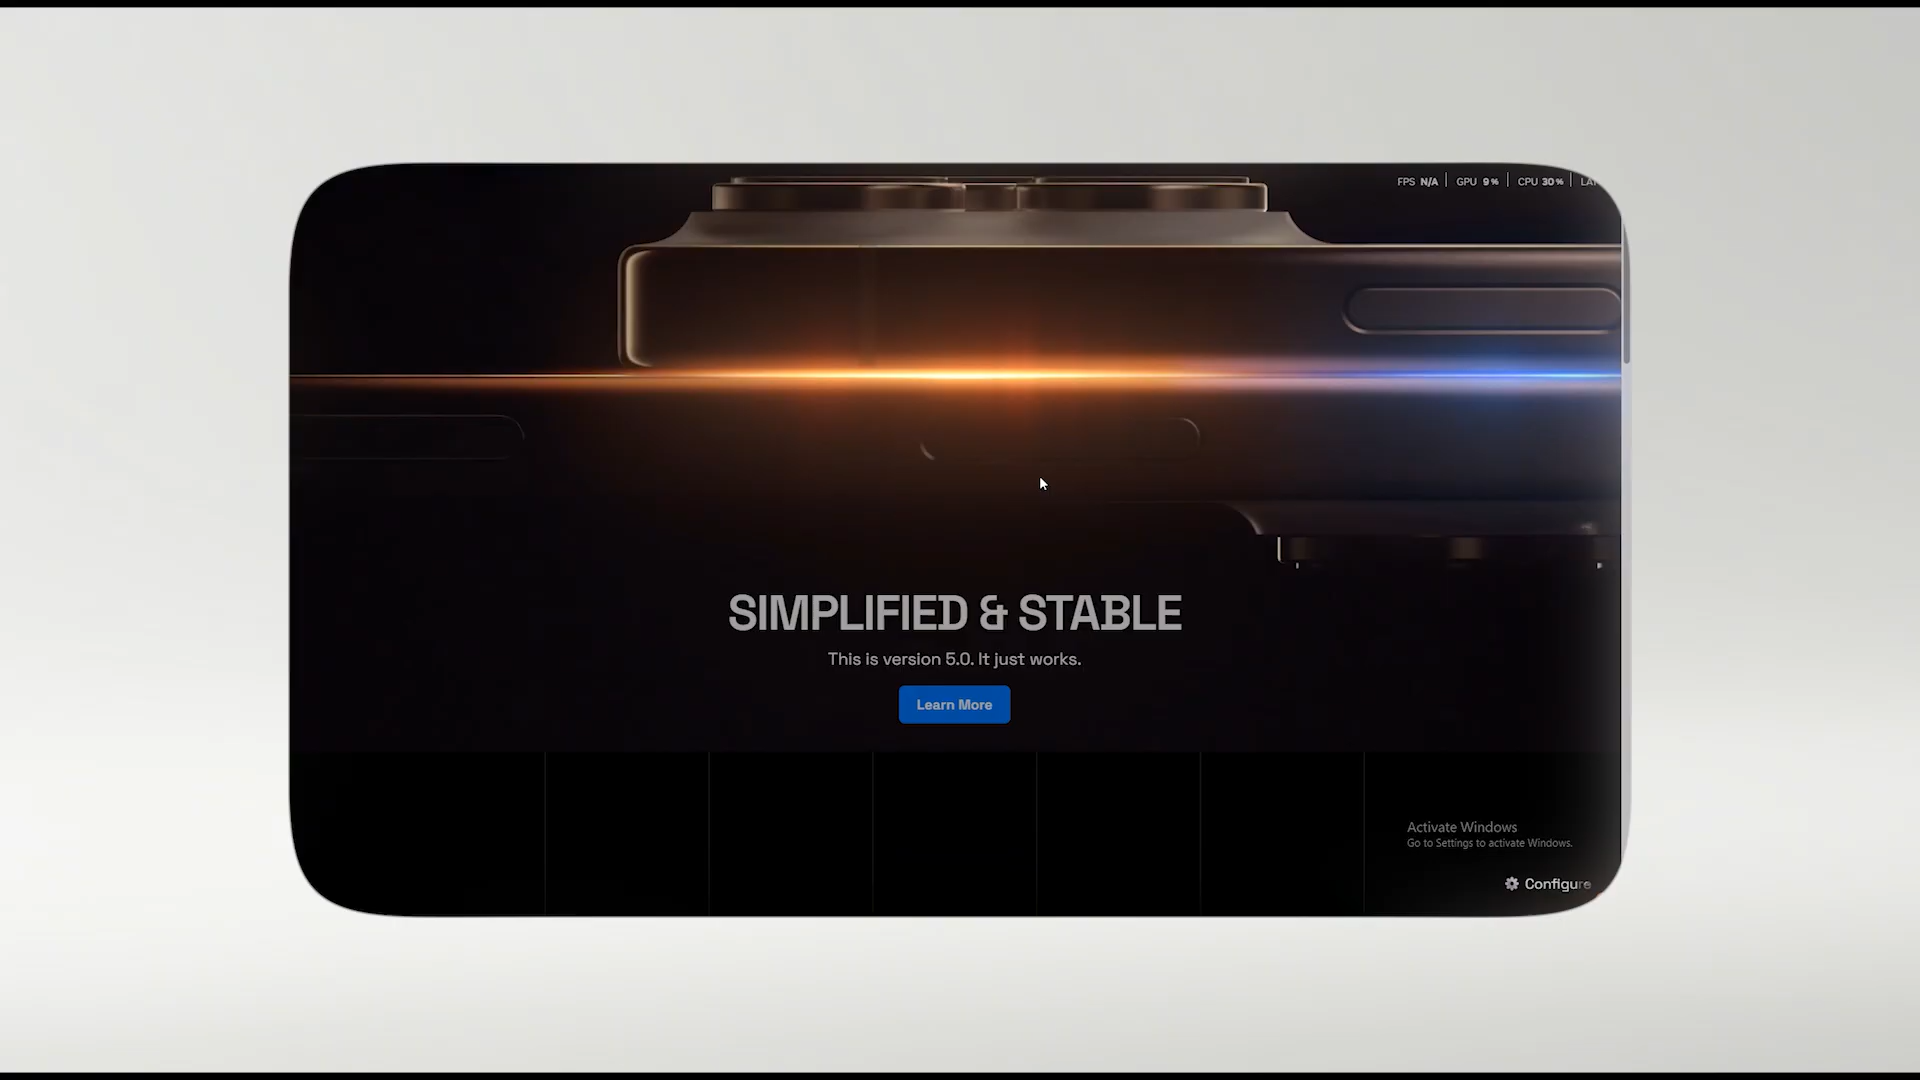 FPS N/A | GPU 9% | CPU 30% | LA
SIMPLIFIED & STABLE
This is version 5.0. It just works.
Learn More
Activate Windows
Go to Settings to activate Windows.
Configure